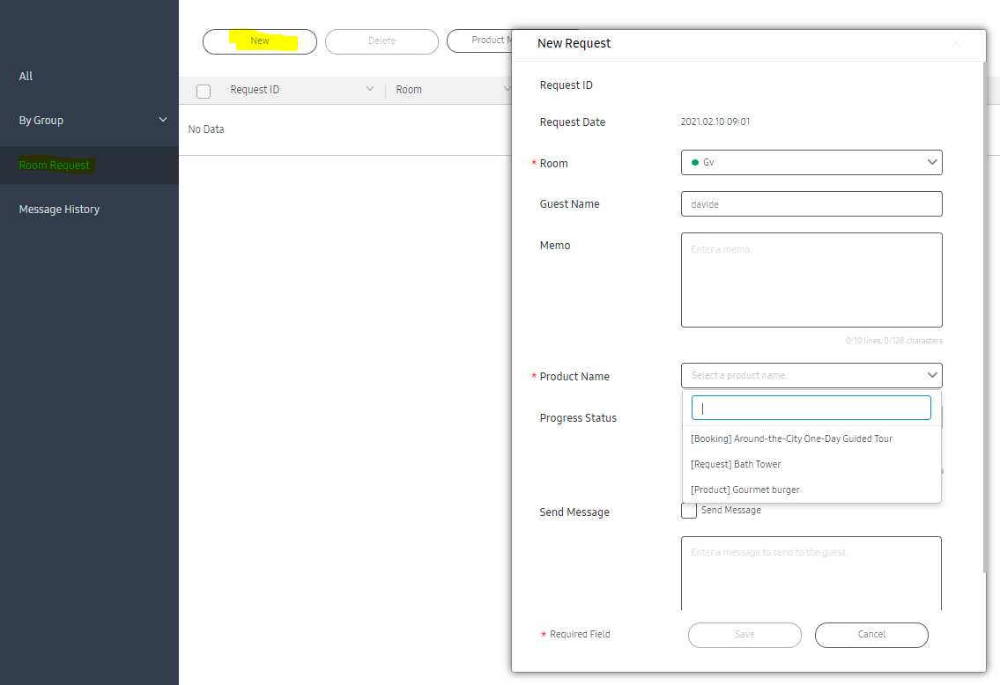 All
By Group
Room Request
Message History
New
Delete
Product M
Request ID
Room
No Data
New Request
Request ID
Request Date
2021.02.10 09:01
* Room
Gv
Guest Name
davide
Memo
Enter a memo.
0/10 lines, 0/128 characters
* Product Name
Select a product name.
Progress Status
[Booking] Around-the-City One-Day Guided Tour
[Request] Bath Tower
[Product] Gourmet burger
Send Message
Send Message
Enter a message to send to the guest.
* Required Field
Save
Cancel